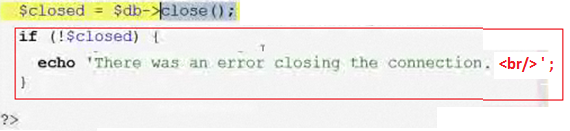 $closed = $db->close();
if (!$closed) {
echo 'There was an error closing the connection. <br/>';
}
?>